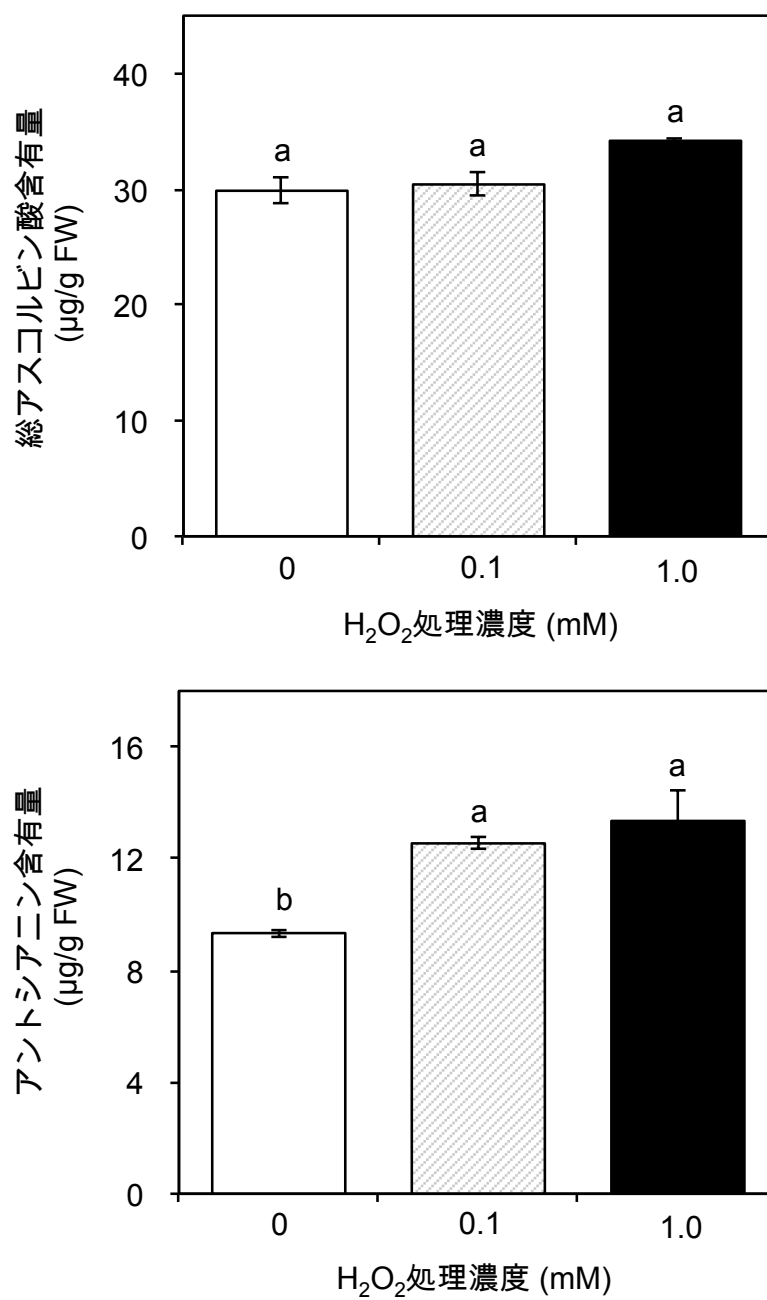 総アスコルビン酸含有量
(µg/g FW)
40
30
20
10
0
a
a
a
0
0.1
1.0
H₂O₂処理濃度 (mM)
アントシアニン含有量
(µg/g FW)
16
12
8
4
0
b
a
a
0
0.1
1.0
H₂O₂処理濃度 (mM)